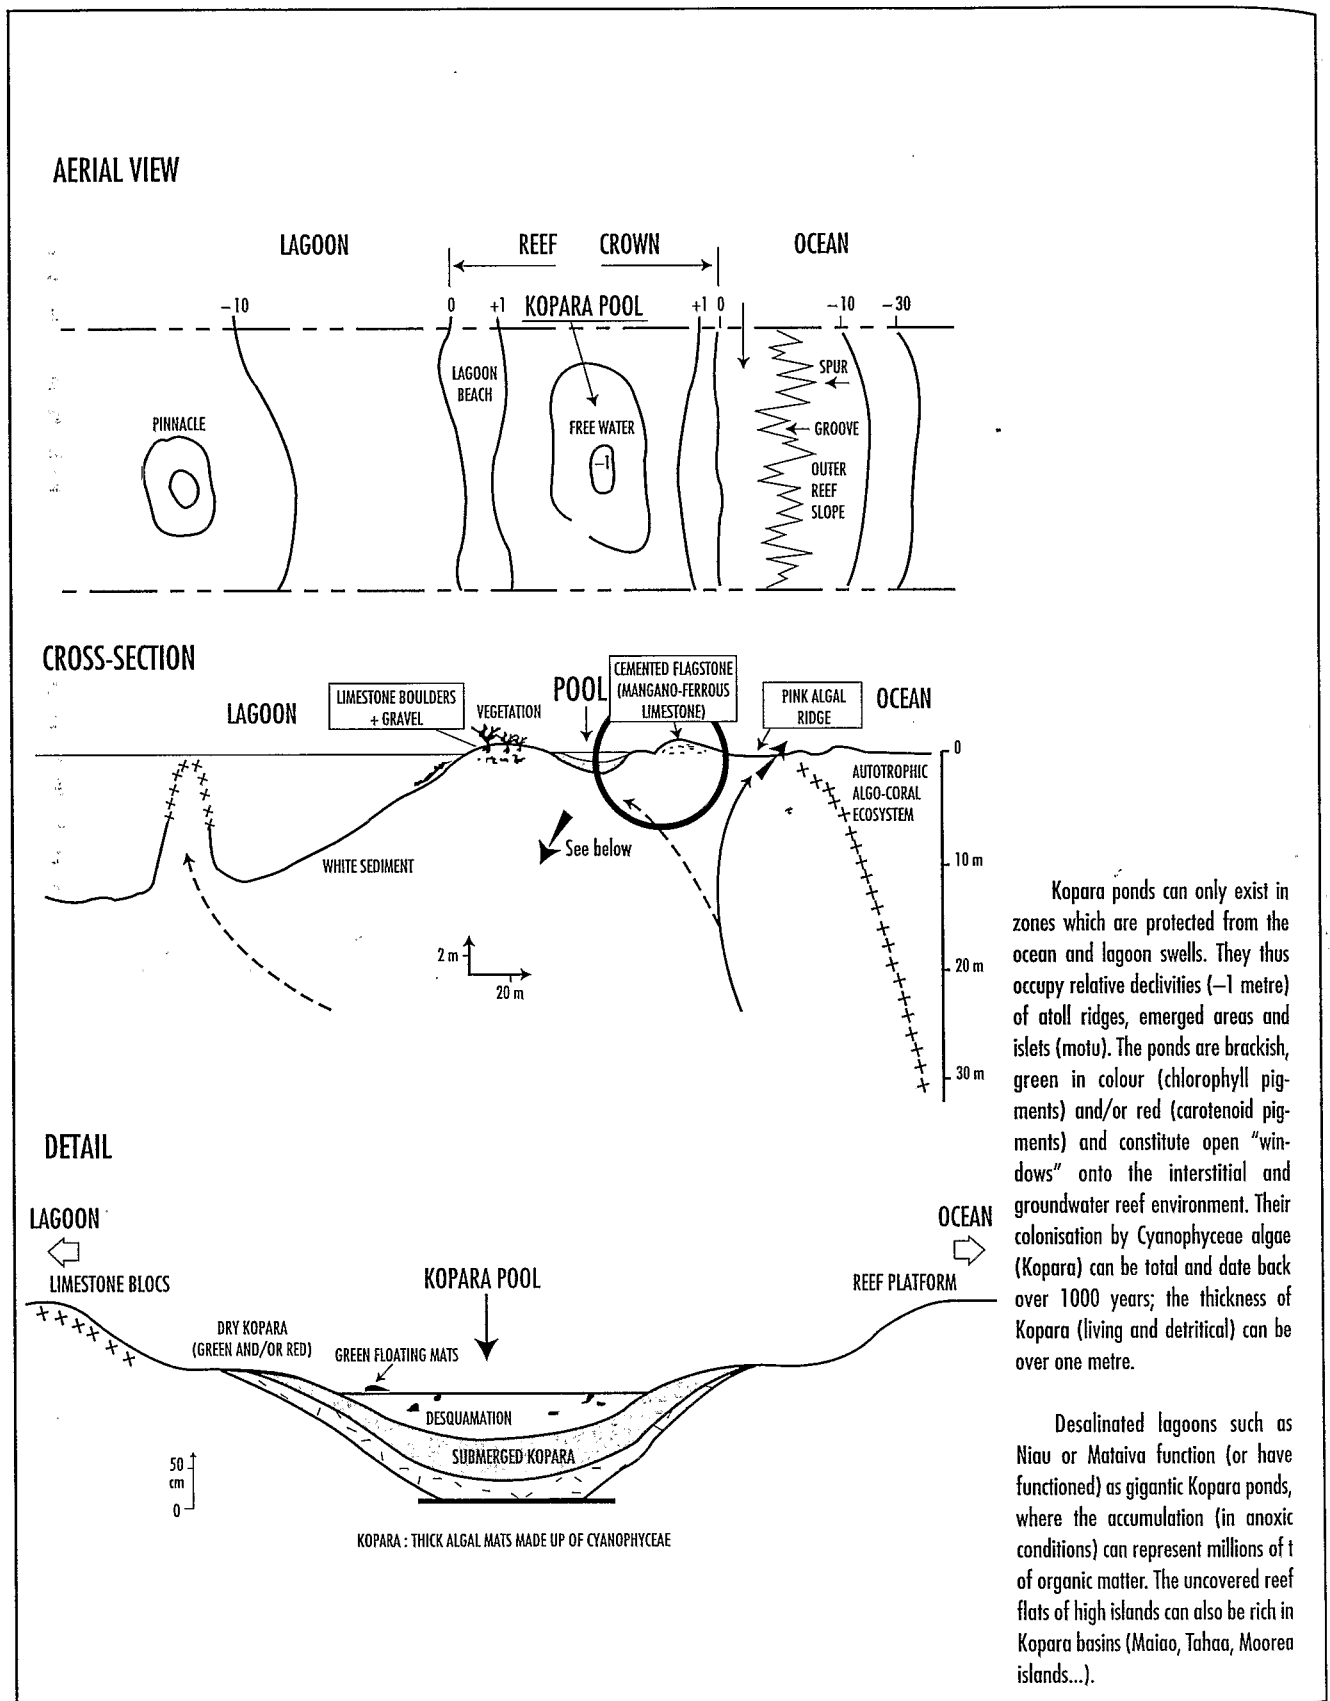 AERIAL VIEW
LAGOON REEF CROWN OCEAN
-10 0 +1 KOPARA POOL +1 0 -10 -30
LAGOON
BEACH
SPUR
PINNACLE
FREE WATER
GROOVE
-1
OUTER
REEF
SLOPE
CROSS-SECTION
LAGOON
LIMESTONE BOULDERS
+ GRAVEL
VEGETATION
POOL
CEMENTED FLAGSTONE
(MANGANO-FERROUS
LIMESTONE)
PINK ALGAL
RIDGE
OCEAN
0
AUTOTROPHIC
ALGO-CORAL
ECOSYSTEM
See below
WHITE SEDIMENT
10 m
2 m
20 m
20 m
30 m
DETAIL
LAGOON
OCEAN
LIMESTONE BLOCS
KOPARA POOL
REEF PLATFORM
DRY KOPARA
(GREEN AND/OR RED)
GREEN FLOATING MATS
DESQUAMATION
SUBMERGED KOPARA
50
cm
0
KOPARA : THICK ALGAL MATS MADE UP OF CYANOPHYCEAE
Kopara ponds can only exist in
zones which are protected from the
ocean and lagoon swells. They thus
occupy relative declivities (–1 metre)
of atoll ridges, emerged areas and
islets (motu). The ponds are brackish,
green in colour (chlorophyll pig-
ments) and/or red (carotenoid pig-
ments) and constitute open "win-
dows" onto the interstitial and
groundwater reef environment. Their
colonisation by Cyanophyceae algae
(Kopara) can be total and date back
over 1000 years; the thickness of
Kopara (living and detritical) can be
over one metre.
Desalinated lagoons such as
Niau or Mataiva function (or have
functioned) as gigantic Kopara ponds,
where the accumulation (in anoxic
conditions) can represent millions of t
of organic matter. The uncovered reef
flats of high islands can also be rich in
Kopara basins (Maiao, Tahaa, Moorea
islands...).